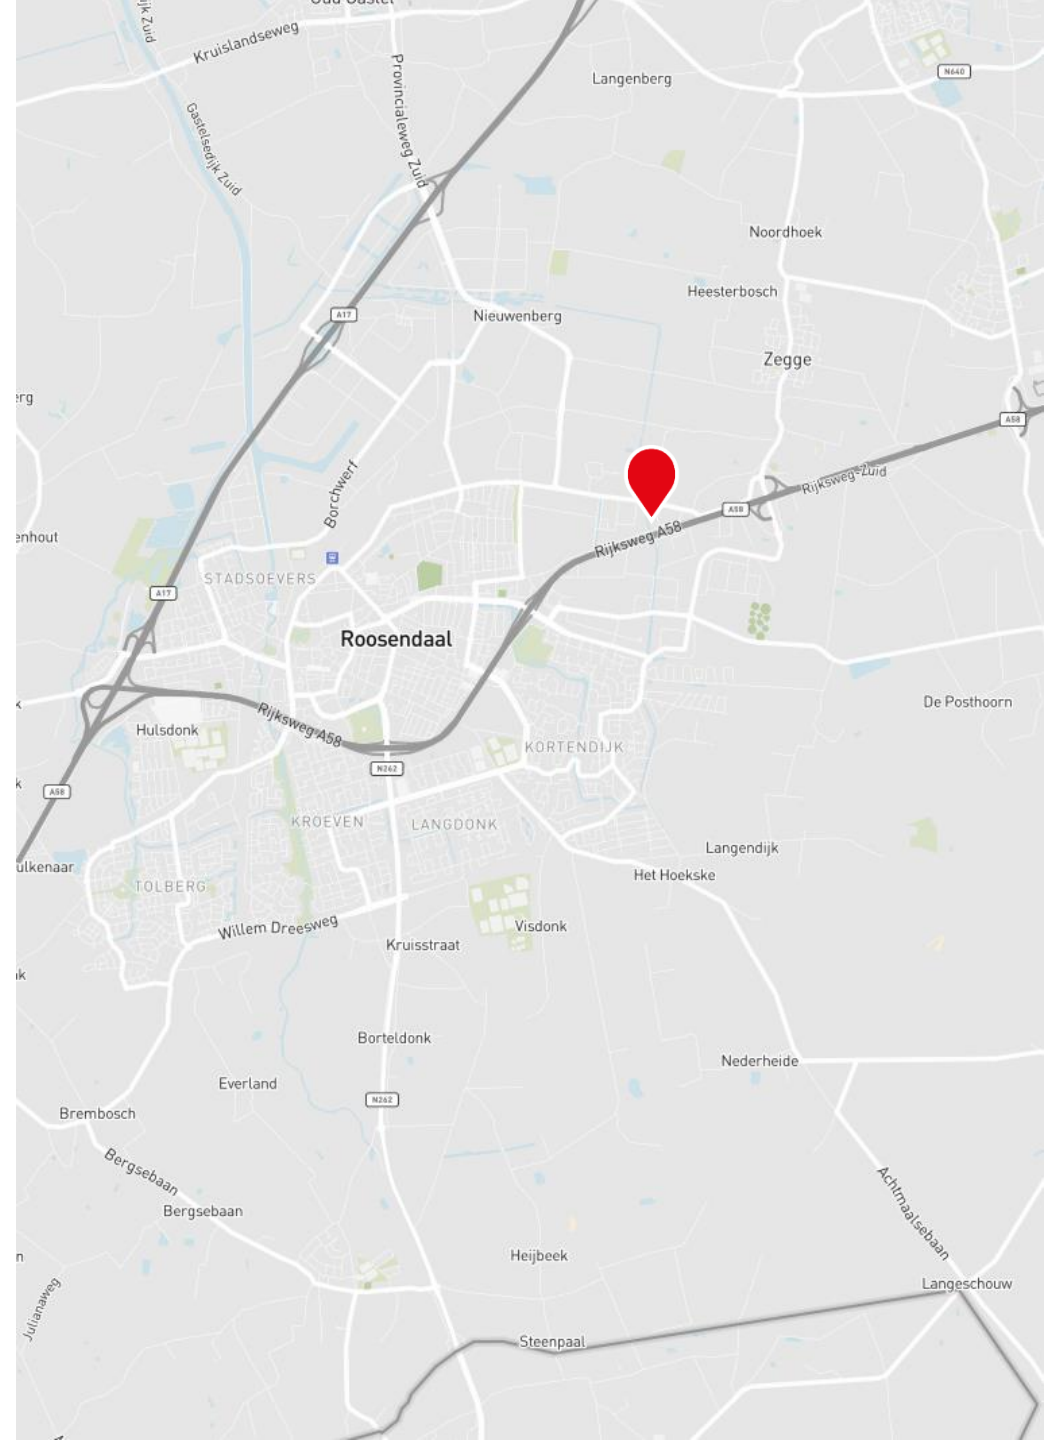 Oud Gastel
Kruislandseweg
Langenberg
N640
Provincialeweg Zuid
Gastelsedijk Zuid
Noordhoek
Heesterbosch
A17
Nieuwenberg
Zegge
A58
Borchwerf
Rijksweg-Zuid
A58
Rijksweg A58
STADSOEVERS
A17
Roosendaal
De Posthoorn
Rijksweg A58
Hulsdonk
KORTENDIJK
N262
A58
KROEVEN
LANGDONK
Langendijk
Het Hoekske
TOLBERG
Willem Dreesweg
Visdonk
Kruisstraat
Borteldonk
Nederheide
Everland
N262
Brembosch
Bergsebaan
Bergsebaan
Achtmaalsebaan
Heijbeek
Langeschouw
Julianaweg
Steenpaal